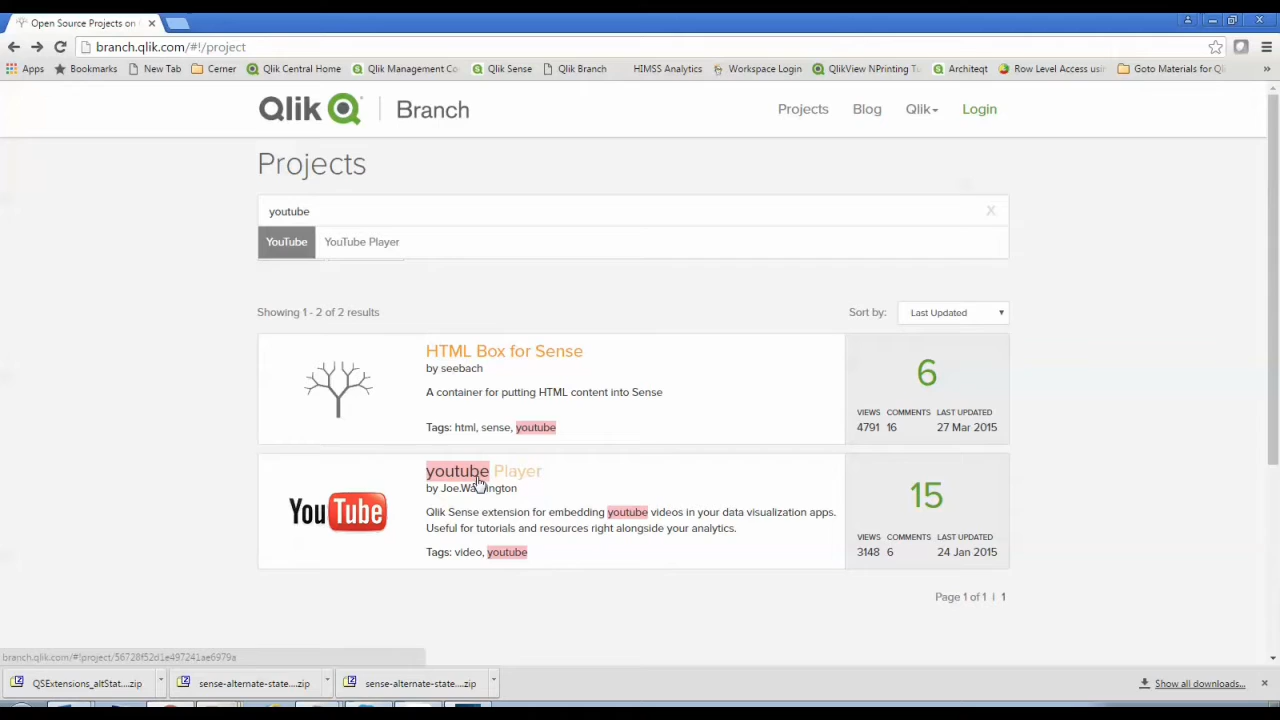 Open Source Projects on
branch.qlik.com/#!/project
Apps Bookmarks New Tab Cerner Qlik Central Home Qlik Management Co Qlik Sense Qlik Branch HIMSS Analytics Workspace Login QlikView NPrinting Tu Architeqt Row Level Access usin Goto Materials for Qli »
Qlik Branch Projects Blog Qlik Login
Projects
youtube X
YouTube YouTube Player
Showing 1 - 2 of 2 results Sort by: Last Updated
HTML Box for Sense
by seebach
A container for putting HTML content into Sense
Tags: html, sense, youtube
6
VIEWS COMMENTS LAST UPDATED
4791 16 27 Mar 2015
YouTube
youtube Player
by Joe.Warrington
Qlik Sense extension for embedding youtube videos in your data visualization apps.
Useful for tutorials and resources right alongside your analytics.
Tags: video, youtube
15
VIEWS COMMENTS LAST UPDATED
3148 6 24 Jan 2015
Page 1 of 1 | 1
branch.qlik.com/#!project/56728f52d1e497241ae6979a
QSExtensions_altStat....zip sense-alternate-state....zip sense-alternate-state....zip Show all downloads...